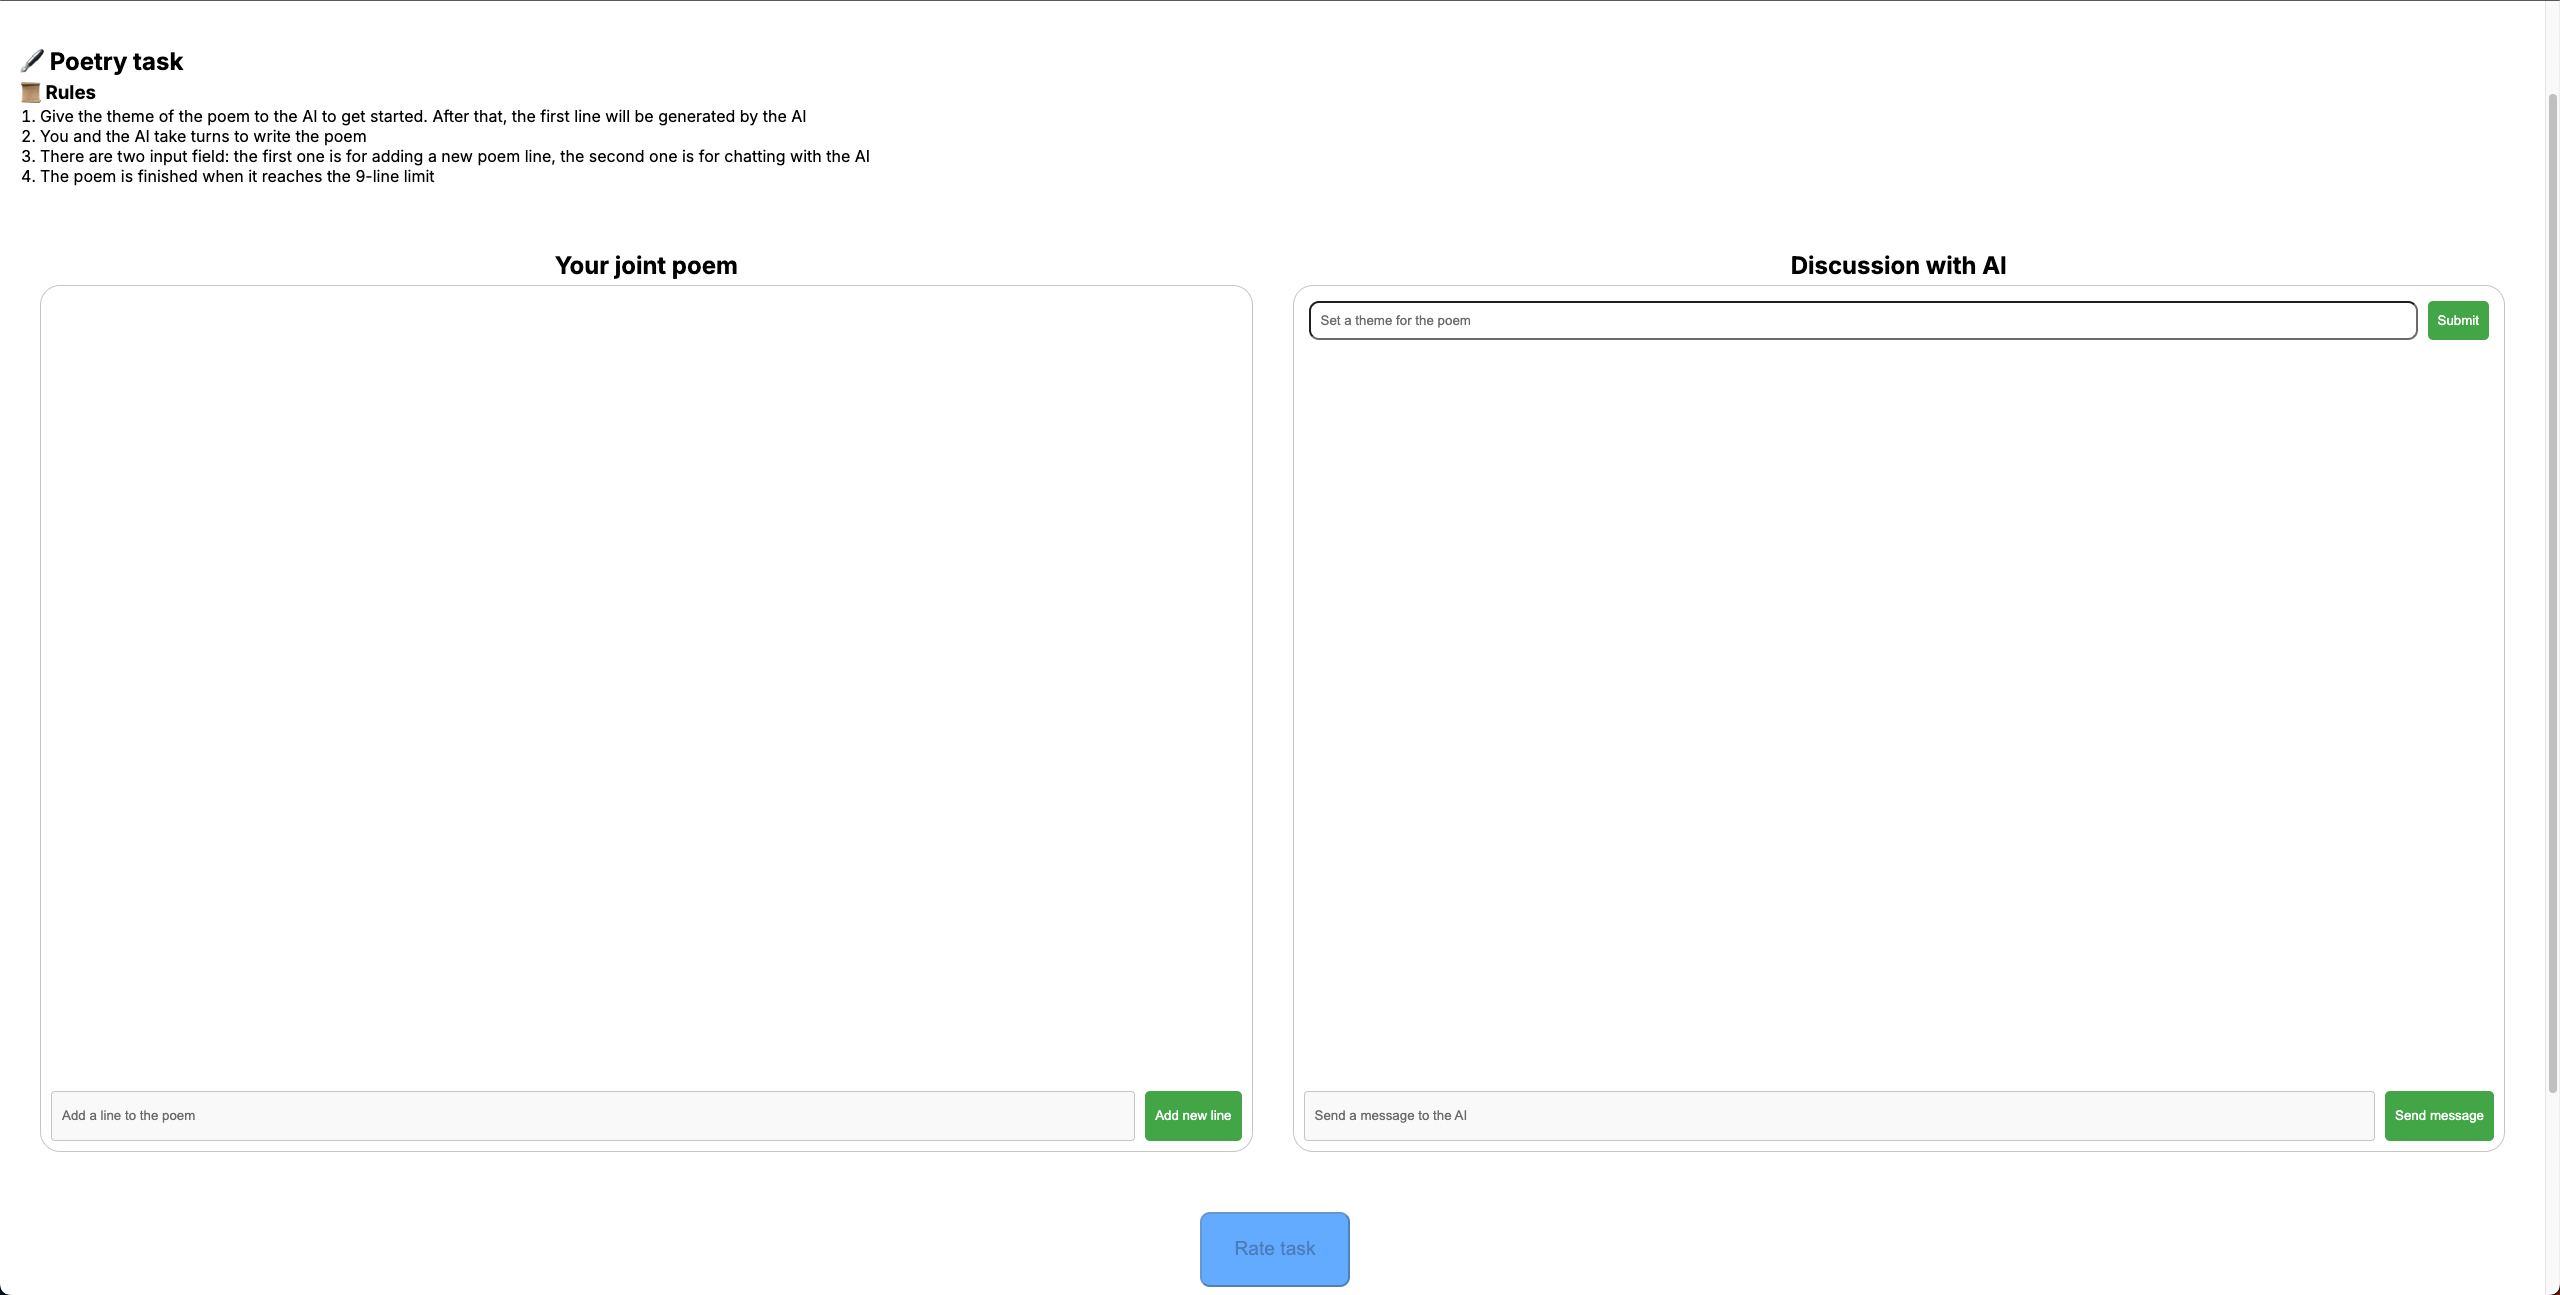 Poetry task
Rules
1. Give the theme of the poem to the AI to get started. After that, the first line will be generated by the AI
2. You and the AI take turns to write the poem
3. There are two input field: the first one is for adding a new poem line, the second one is for chatting with the AI
4. The poem is finished when it reaches the 9-line limit
Your joint poem
Add a line to the poem
Add new line
Discussion with AI
Set a theme for the poem
Submit
Send a message to the AI
Send message
Rate task